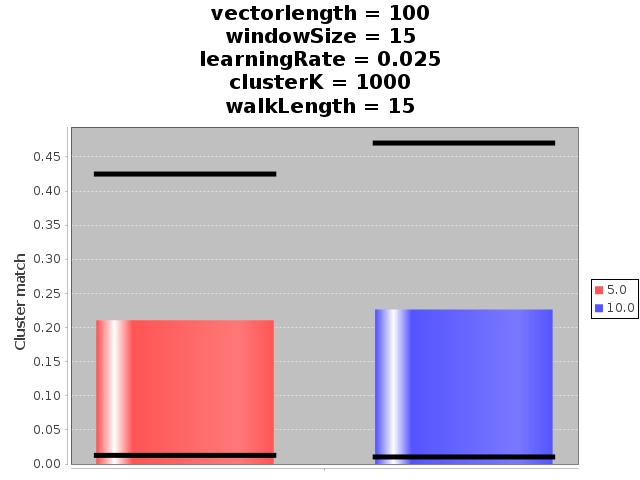 vectorlength = 100
windowSize = 15
learningRate = 0.025
clusterK = 1000
walkLength = 15
Cluster match
0.45
0.40
0.35
0.30
0.25
0.20
0.15
0.10
0.05
0.00
5.0
10.0